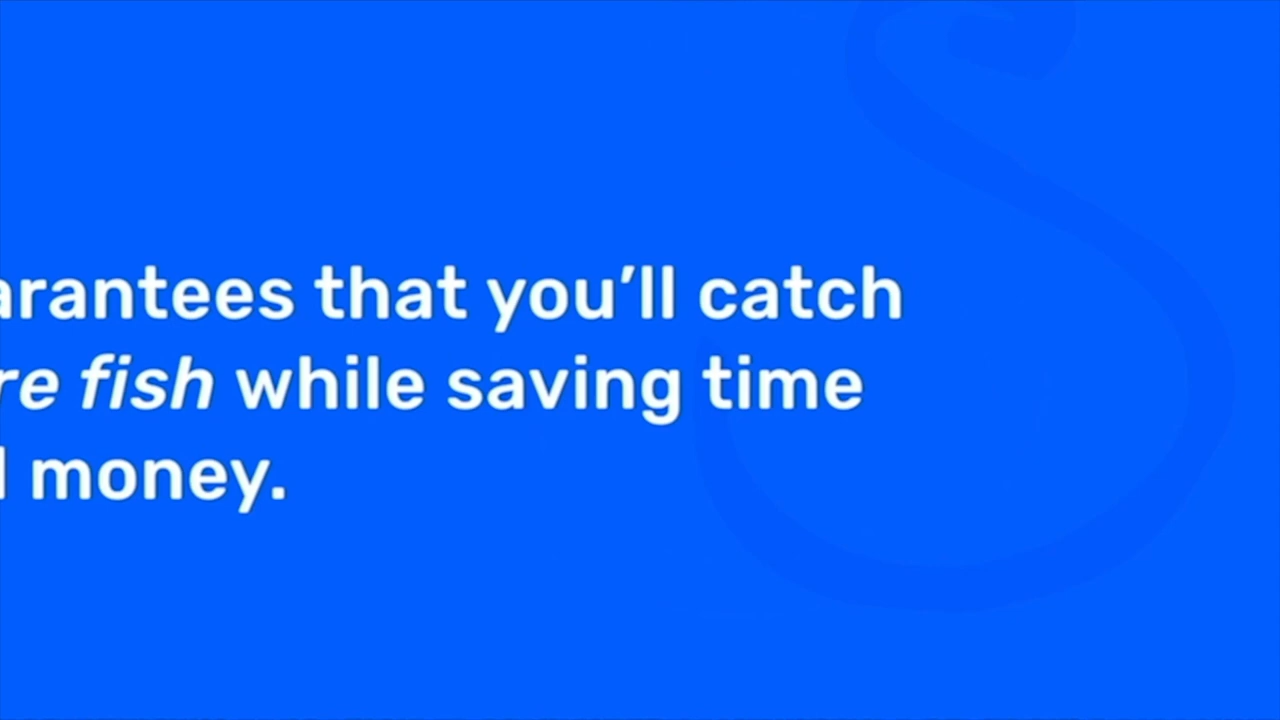 arantees that you’ll catch
re fish while saving time
money.